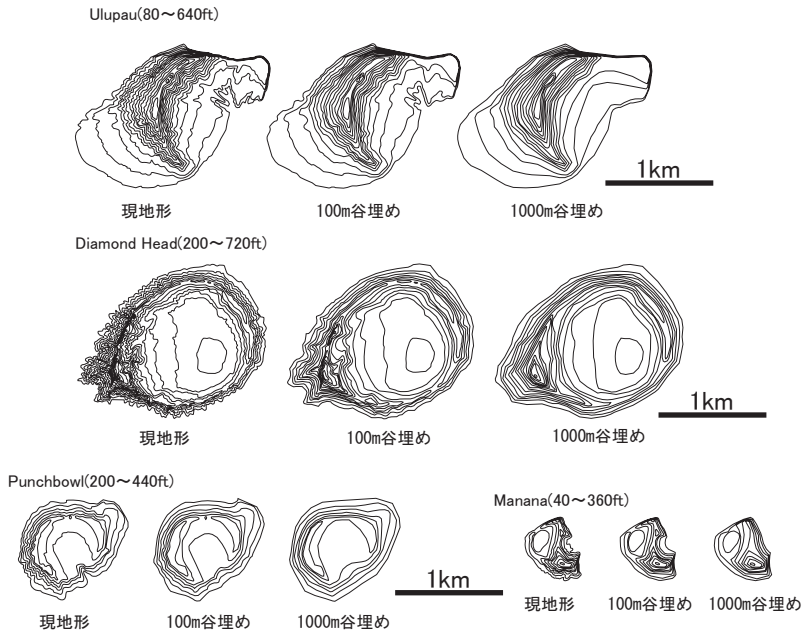 Ulupau(80～640ft)
1km
現地形
100m谷埋め
1000m谷埋め
Diamond Head(200～720ft)
1km
現地形
100m谷埋め
1000m谷埋め
Punchbowl(200～440ft)
1km
現地形
100m谷埋め
1000m谷埋め
Manana(40～360ft)
現地形
100m谷埋め
1000m谷埋め